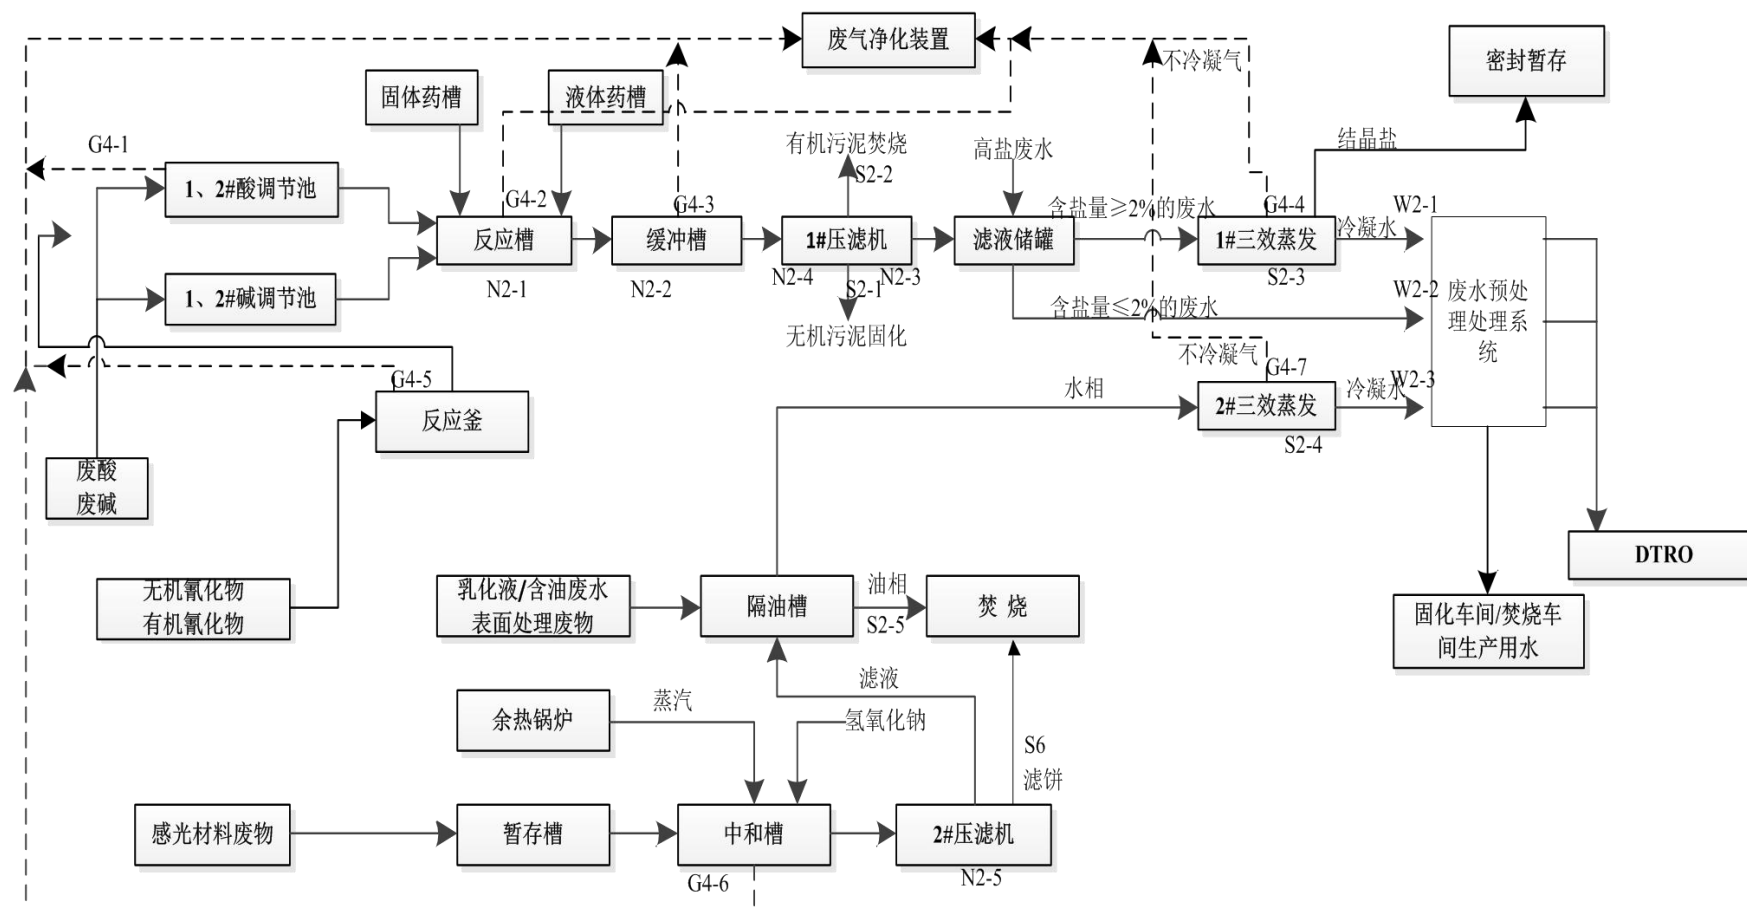 废气净化装置
不冷凝气
密封暂存
固体药槽
液体药槽
G4-1
有机污泥焚烧
高盐废水
结晶盐
S2-2
1、2#酸调节池
G4-2
G4-3
含盐量≥2%的废水
G4-4
W2-1
反应槽
缓冲槽
1#压滤机
滤液储罐
1#三效蒸发
冷凝水
N2-1
N2-2
N2-4
S2-1
N2-3
S2-3
1、2#碱调节池
W2-2
废水预处
理处理系
统
含盐量≤2%的废水
无机污泥固化
不冷凝气
G4-7
G4-5
水相
2#三效蒸发
冷凝水
W2-3
反应釜
S2-4
废酸
废碱
DTRO
无机氰化物
有机氰化物
乳化液/含油废水
表面处理废物
隔油槽
油相
S2-5
焚 烧
固化车间/焚烧车
间生产用水
滤液
余热锅炉
蒸汽
氢氧化钠
S6
滤饼
感光材料废物
暂存槽
中和槽
2#压滤机
G4-6
N2-5